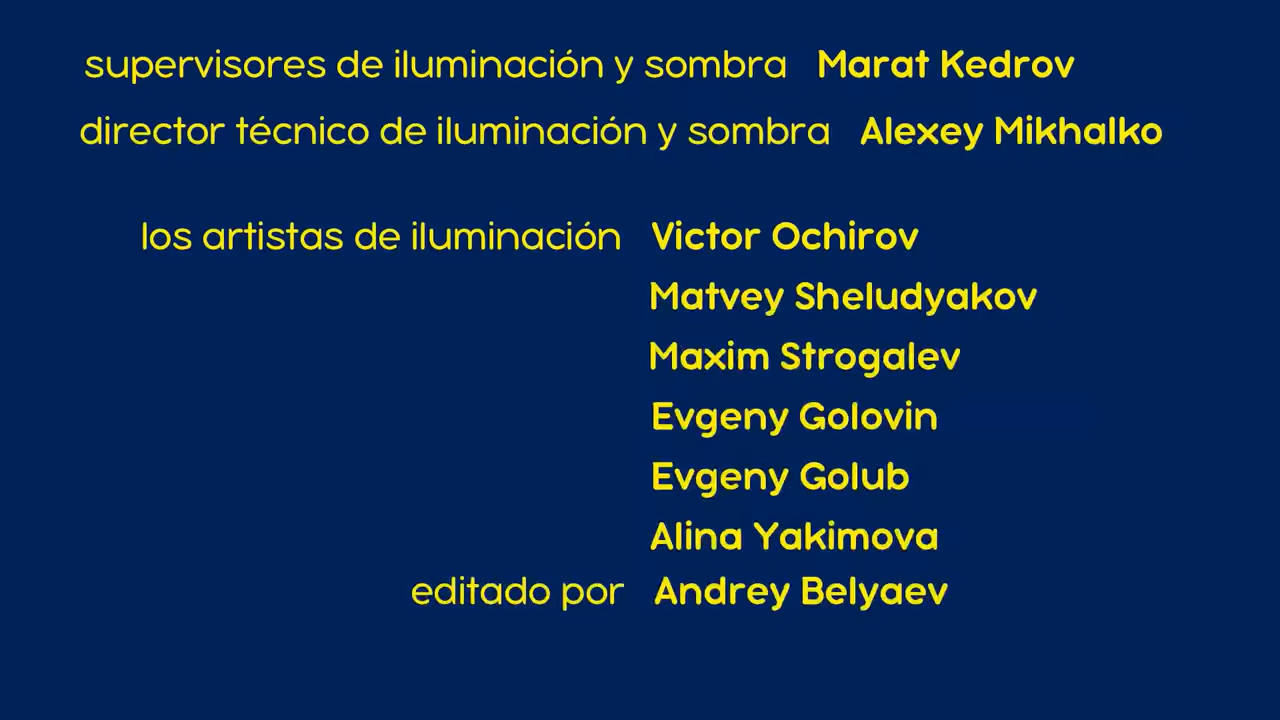 supervisores de iluminación y sombra Marat Kedrov
director técnico de iluminación y sombra Alexey Mikhalko
los artistas de iluminación Victor Ochirov
Matvey Sheludyakov
Maxim Strogalev
Evgeny Golovin
Evgeny Golub
Alina Yakimova
editado por Andrey Belyaev